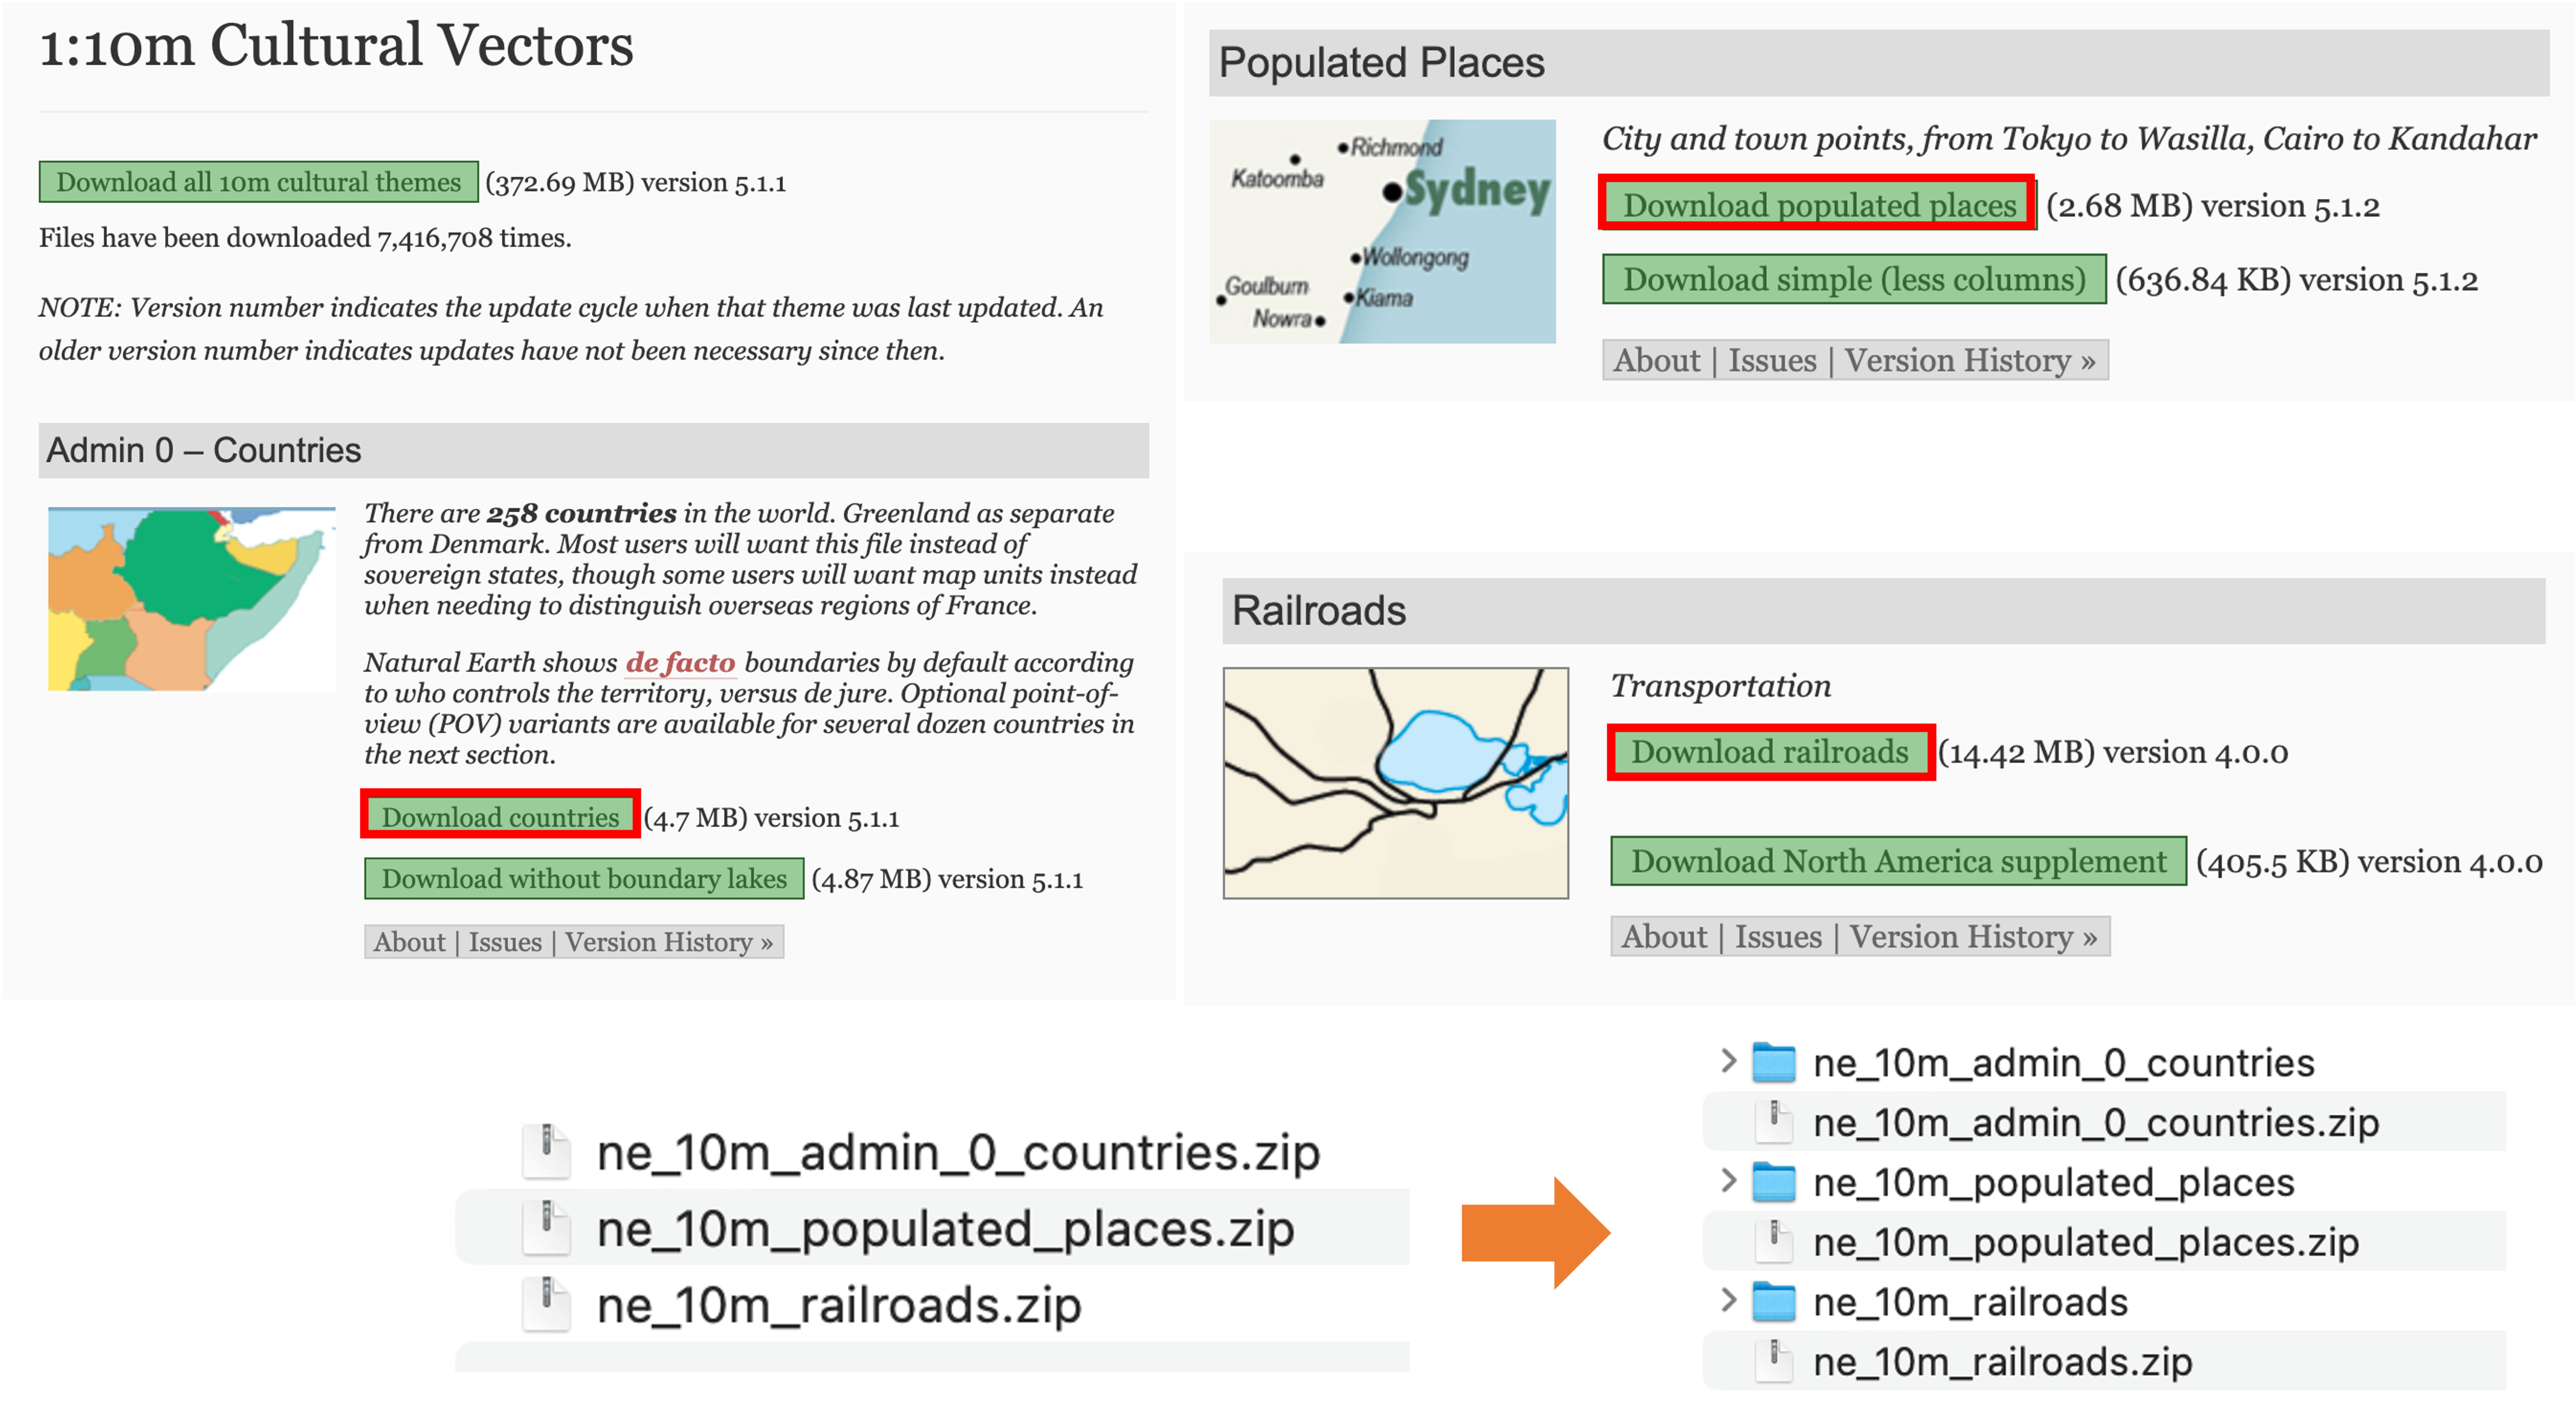 1:10m Cultural Vectors
Download all 10m cultural themes (372.69 MB) version 5.1.1
Files have been downloaded 7,416,708 times.
NOTE: Version number indicates the update cycle when that theme was last updated. An
older version number indicates updates have not been necessary since then.
Admin 0 – Countries
There are 258 countries in the world. Greenland as separate
from Denmark. Most users will want this file instead of
sovereign states, though some users will want map units instead
when needing to distinguish overseas regions of France.
Natural Earth shows de facto boundaries by default according
to who controls the territory, versus de jure. Optional point-of-
view (POV) variants are available for several dozen countries in
the next section.
Download countries (4.7 MB) version 5.1.1
Download without boundary lakes (4.87 MB) version 5.1.1
About | Issues | Version History »
Populated Places
Richmond
Katoomba
Sydney
Wollongong
Goulburn
Kiama
Nowra
City and town points, from Tokyo to Wasilla, Cairo to Kandahar
Download populated places (2.68 MB) version 5.1.2
Download simple (less columns) (636.84 KB) version 5.1.2
About | Issues | Version History »
Railroads
Transportation
Download railroads (14.42 MB) version 4.0.0
Download North America supplement (405.5 KB) version 4.0.0
About | Issues | Version History »
ne_10m_admin_0_countries.zip
ne_10m_populated_places.zip
ne_10m_railroads.zip
ne_10m_admin_0_countries
ne_10m_admin_0_countries.zip
ne_10m_populated_places
ne_10m_populated_places.zip
ne_10m_railroads
ne_10m_railroads.zip